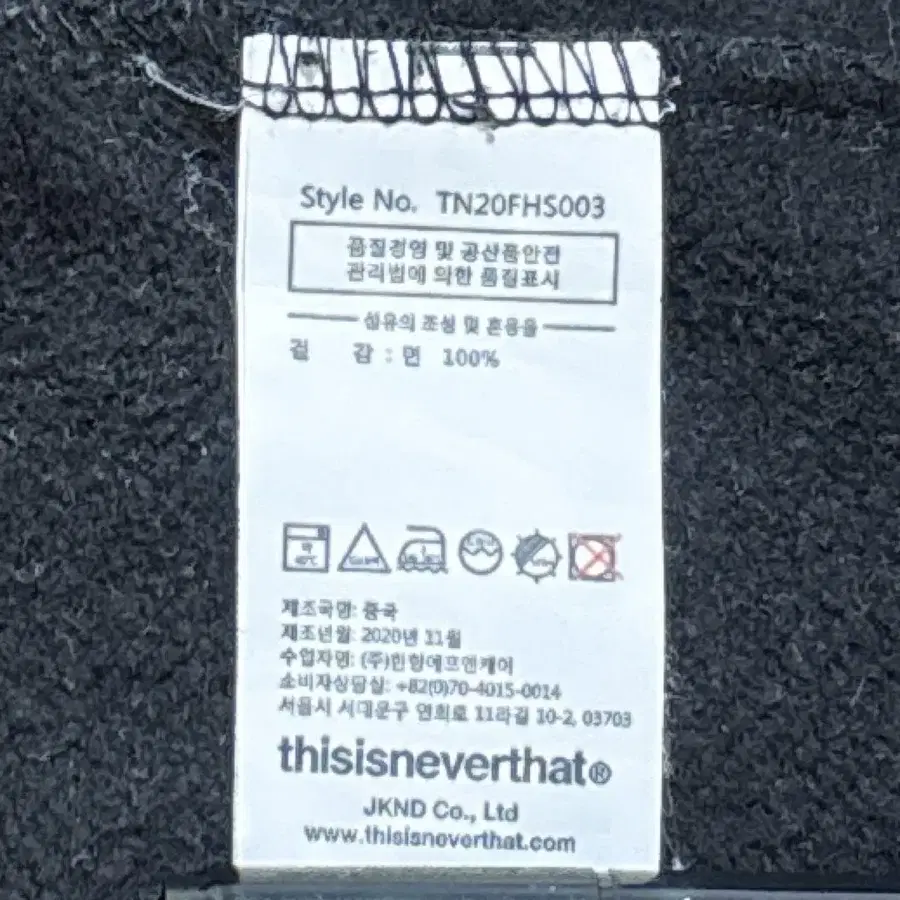 Style No. TN20FHS003
품질경영 및 공산품안전
관리법에 의한 품질표시
섬유의 조성 및 혼용율
겉 감 : 면 100%
약
40℃
제조국명: 중국
제조년월: 2020년 11월
수입자명: (주)한림에프엔케어
소비자상담실: +82(0)70-4015-0014
서울시 서대문구 연희로 11라길 10-2, 03703
thisisneverthat®
JKND Co., Ltd
www.thisisneverthat.com